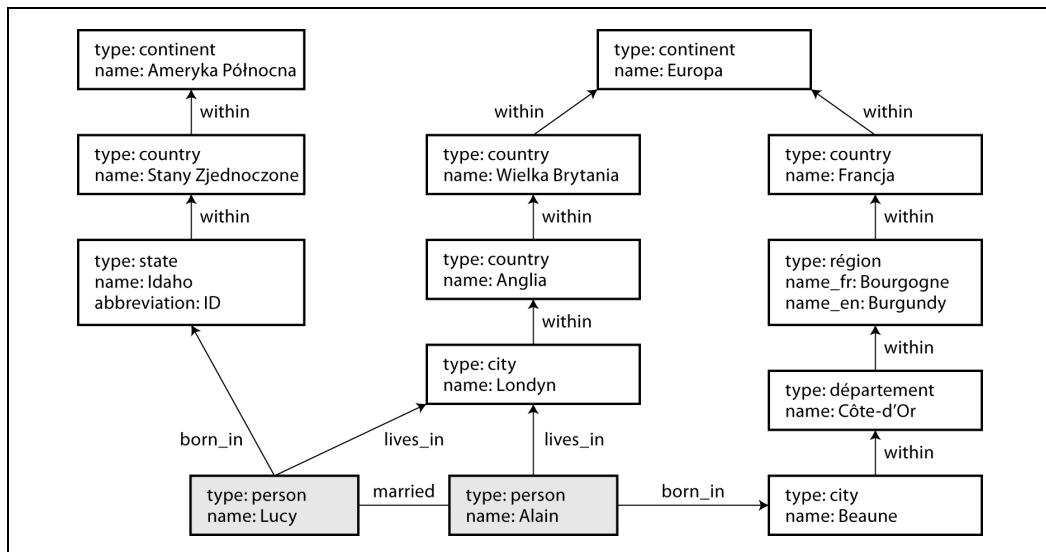 type: continent
name: Ameryka Północna
type: continent
name: Europa
within
within
within
type: country
name: Stany Zjednoczone
type: country
name: Wielka Brytania
type: country
name: Francja
within
within
within
type: state
name: Idaho
abbreviation: ID
type: country
name: Anglia
type: région
name_fr: Bourgogne
name_en: Burgundy
within
within
type: city
name: Londyn
type: département
name: Côte-d'Or
born_in
lives_in
lives_in
within
type: person
name: Lucy
married
type: person
name: Alain
born_in
type: city
name: Beaune